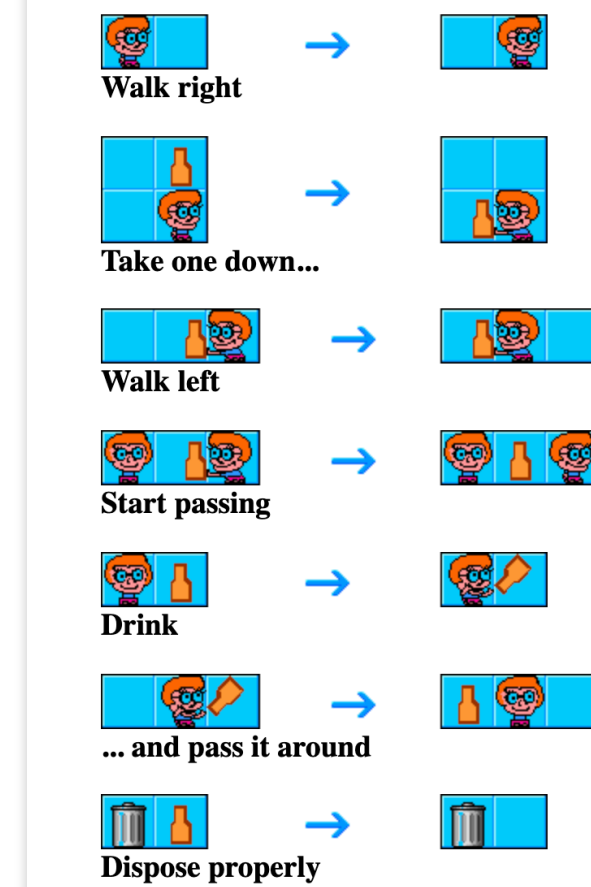 Walk right
Take one down...
Walk left
Start passing
Drink
... and pass it around
Dispose properly